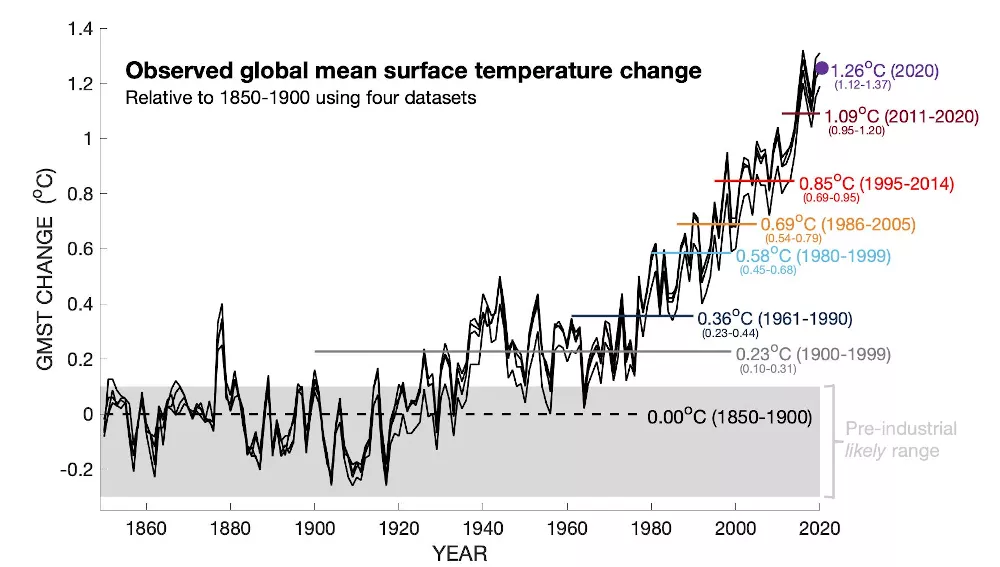 Observed global mean surface temperature change
Relative to 1850-1900 using four datasets
GMST CHANGE (°C)
1.4
1.2
1
0.8
0.6
0.4
0.2
0
-0.2
1.26°C (2020)
(1.12-1.37)
1.09°C (2011-2020)
(0.95-1.20)
0.85°C (1995-2014)
(0.69-0.95)
0.69°C (1986-2005)
(0.54-0.79)
0.58°C (1980-1999)
(0.45-0.68)
0.36°C (1961-1990)
(0.23-0.44)
0.23°C (1900-1999)
(0.10-0.31)
0.00°C (1850-1900)
Pre-industrial
likely range
1860 1880 1900 1920 1940 1960 1980 2000 2020
YEAR